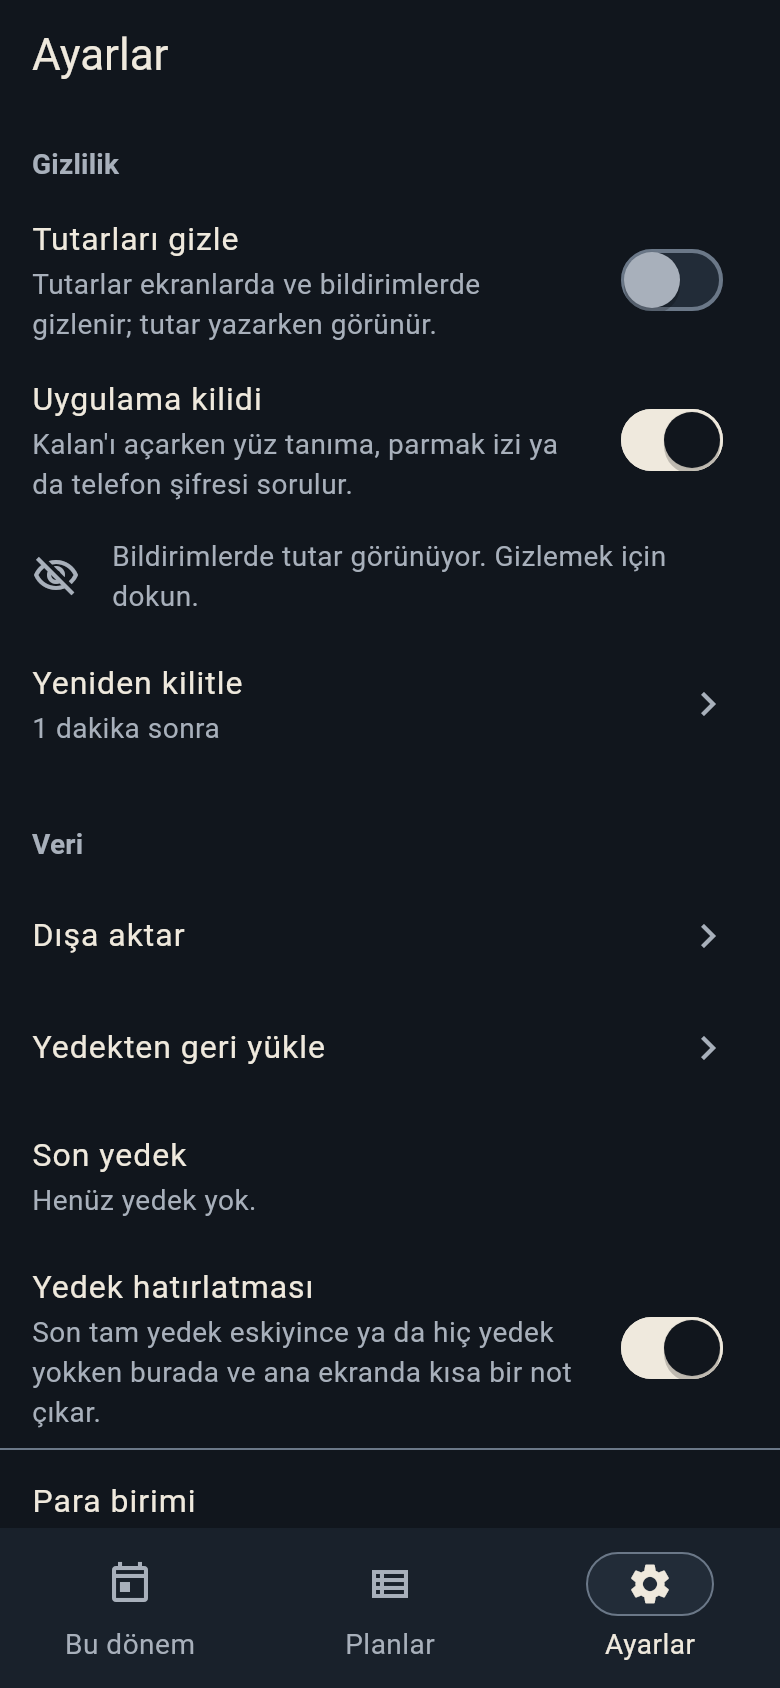 Ayarlar
Gizlilik
Tutarları gizle
Tutarlar ekranlarda ve bildirimlerde
gizlenir; tutar yazarken görünür.
Uygulama kilidi
Kalan'ı açarken yüz tanıma, parmak izi ya
da telefon şifresi sorulur.
Bildirimlerde tutar görünüyor. Gizlemek için
dokun.
Yeniden kilitle
1 dakika sonra
Veri
Dışa aktar
Yedekten geri yükle
Son yedek
Henüz yedek yok.
Yedek hatırlatması
Son tam yedek eskiyince ya da hiç yedek
yokken burada ve ana ekranda kısa bir not
çıkar.
Para birimi
Bu dönem
Planlar
Ayarlar